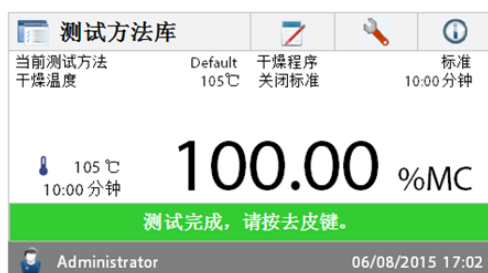 测试方法库
当前测试方法 Default 干燥程序 标准
干燥温度 105℃ 关闭标准 10:00 分钟
105 ℃ 100.00 %MC
10:00 分钟
测试完成，请按去皮键。
Administrator 06/08/2015 17:02